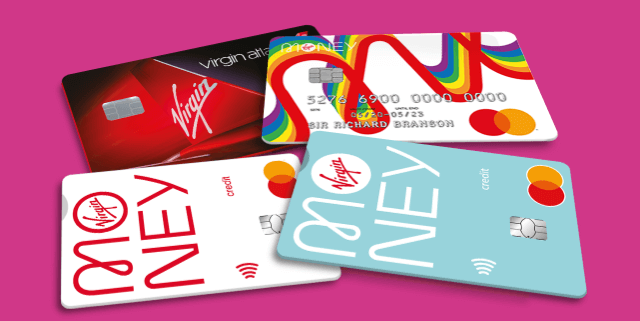 virgin atla
Virgin
MONEY
5276 6900 0000 0000
05/23
SIR RICHARD BRANSON
MO
NEY
Virgin
credit
MO
NEY
Virgin
credit